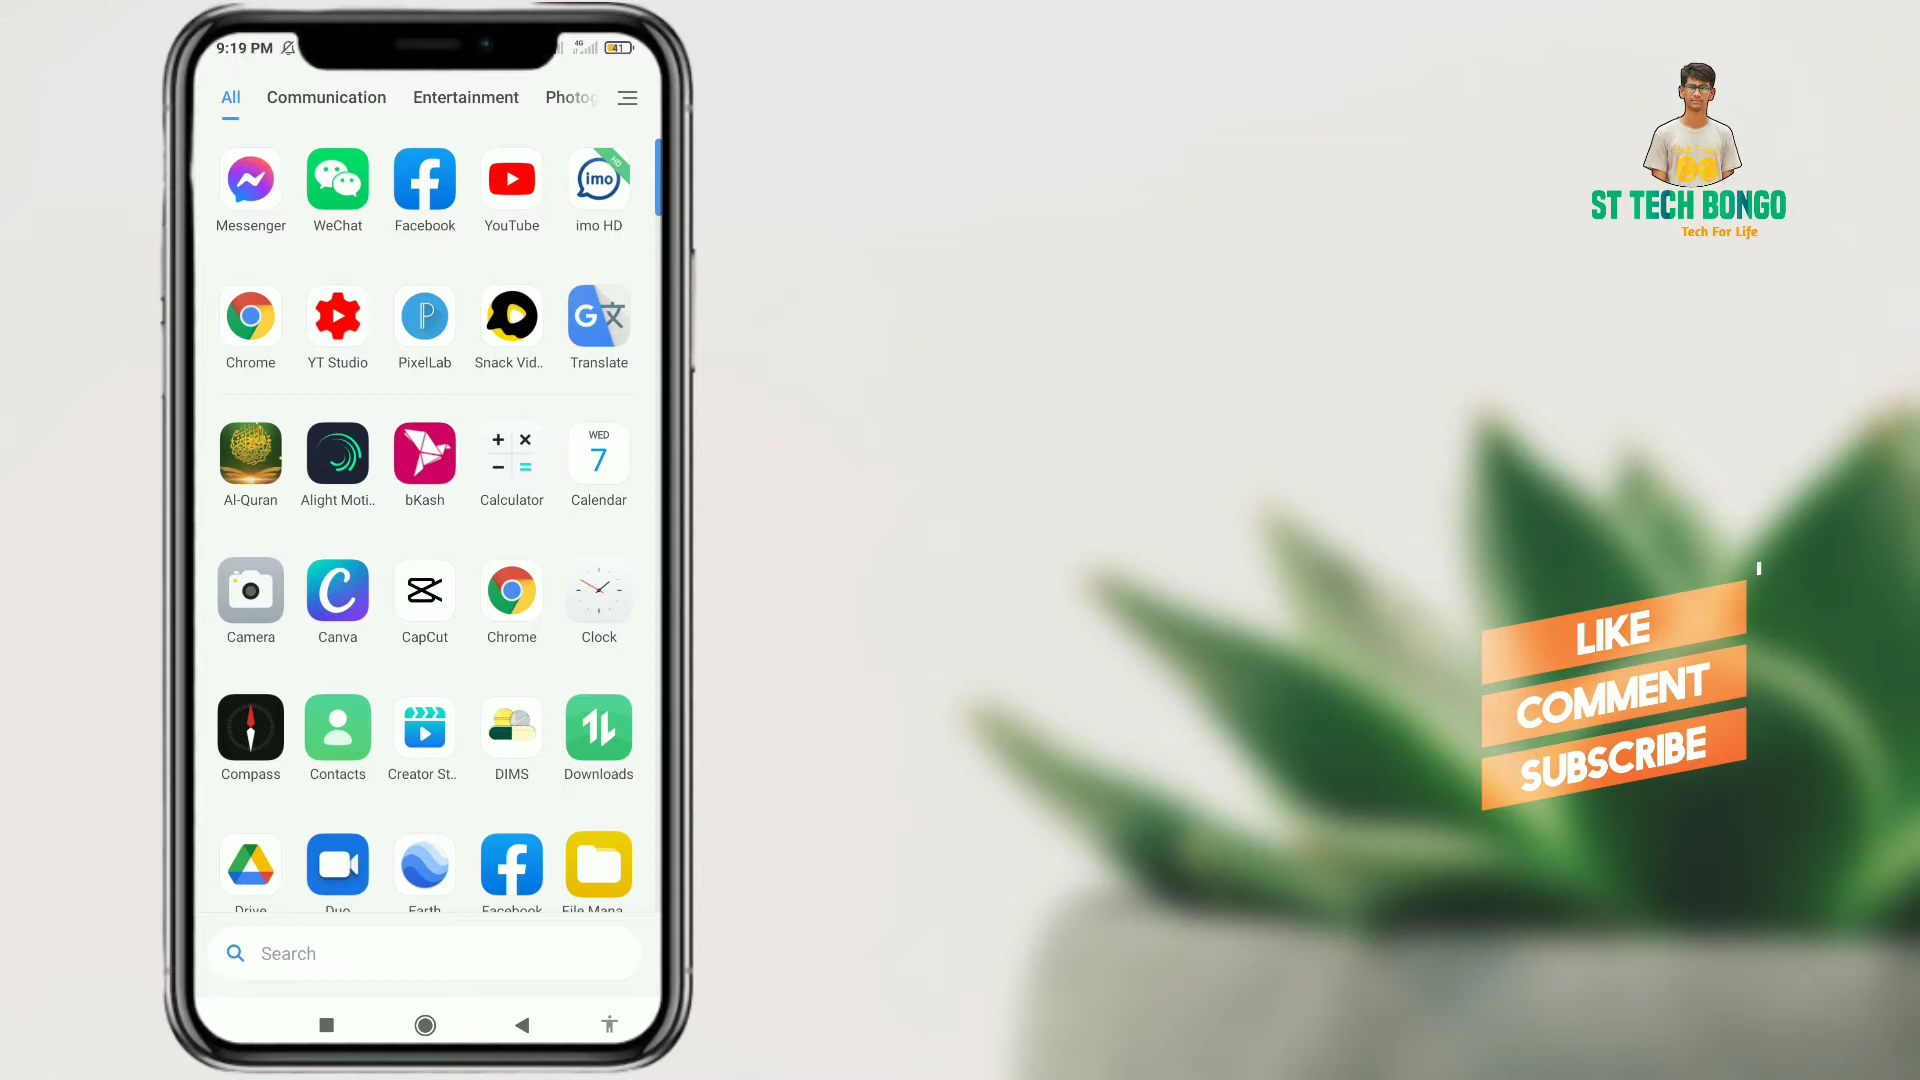 9:19 PM
4G
41
All Communication Entertainment Photog
HD
imo
Messenger WeChat Facebook YouTube imo HD
G
Chrome YT Studio PixelLab Snack Vid.. Translate
WED
7
Al-Quran Alight Moti.. bKash Calculator Calendar
Camera Canva CapCut Chrome Clock
Compass Contacts Creator St.. DIMS Downloads
Drive Duo Earth Facebook File Mana
Search
ST TECH BONGO
Tech For Life
LIKE
COMMENT
SUBSCRIBE